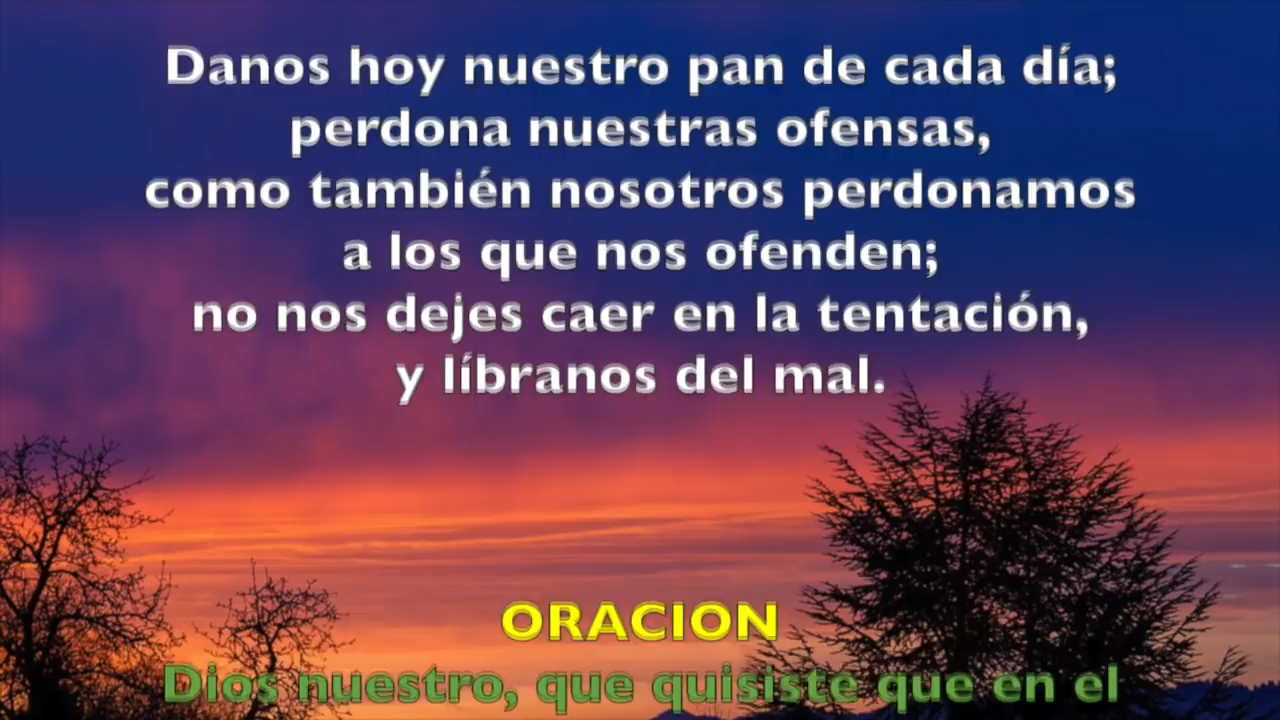 Danos hoy nuestro pan de cada día;
perdona nuestras ofensas,
como también nosotros perdonamos
a los que nos ofenden;
no nos dejes caer en la tentación,
y líbranos del mal.
ORACION
Dios nuestro, que quisiste que en el